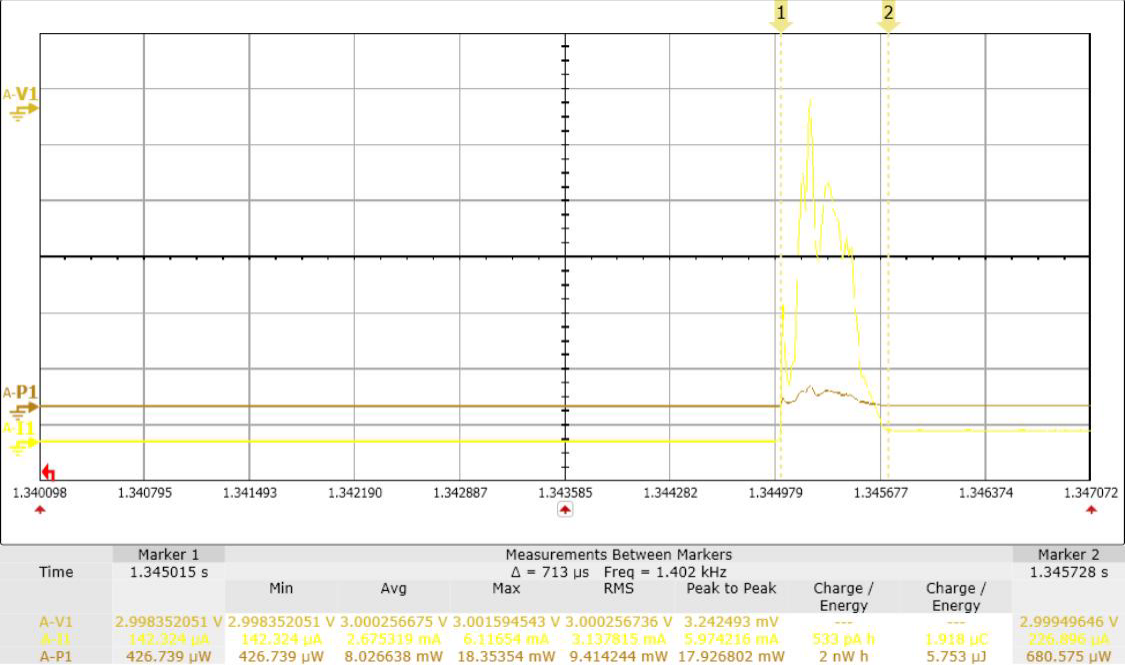 1 2
A-V1
A-P1
A-I1
1.340098 1.340795 1.341493 1.342190 1.342887 1.343585 1.344282 1.344979 1.345677 1.346374 1.347072
Marker 1 Measurements Between Markers Marker 2
Time 1.345015 s Δ = 713 µs Freq = 1.402 kHz 1.345728 s
Min Avg Max RMS Peak to Peak Charge / Charge /
Energy Energy
A-V1 2.998352051 V 2.998352051 V 3.000256675 V 3.001594543 V 3.000256736 V 3.242493 mV --- --- 2.99949646 V
A-I1 142.324 µA 142.324 µA 2.675319 mA 6.11654 mA 3.137815 mA 5.974216 mA 533 pA h 1.918 µC 226.896 µA
A-P1 426.739 µW 426.739 µW 8.026638 mW 18.35354 mW 9.414244 mW 17.926802 mW 2 nW h 5.753 µJ 680.575 µW